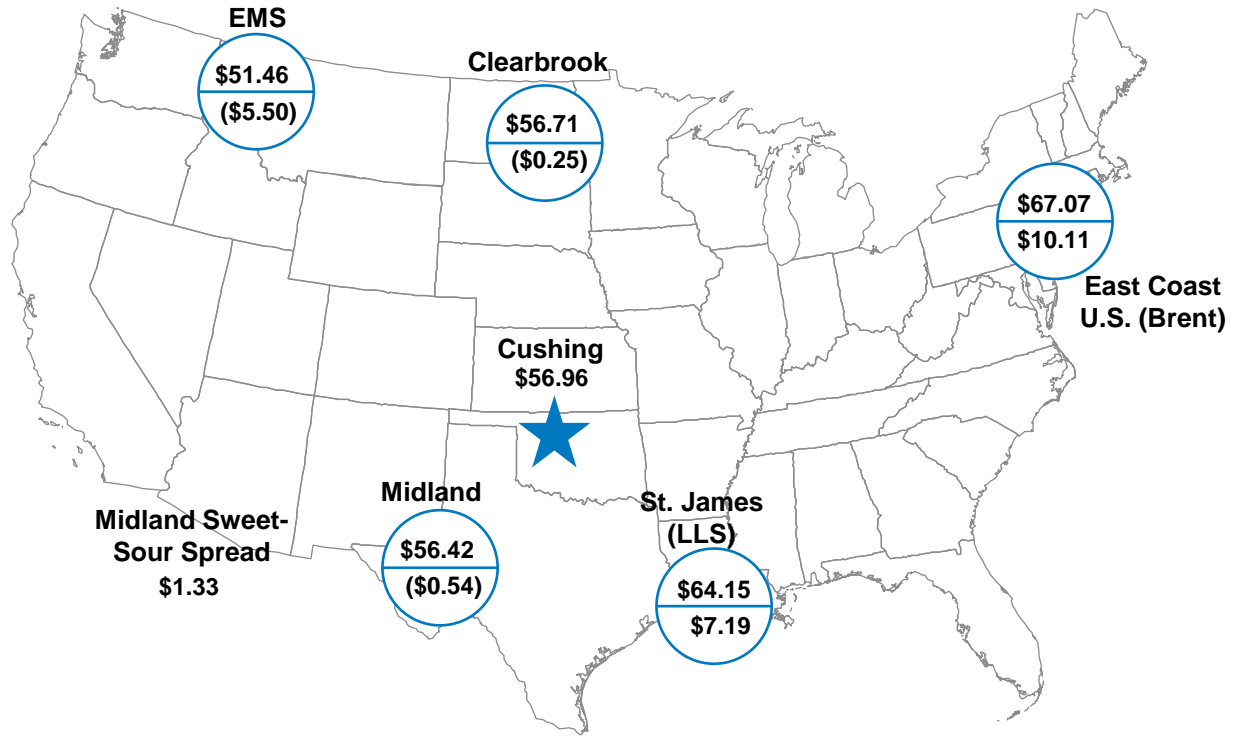 EMS
$51.46
($5.50)
Clearbrook
$56.71
($0.25)
$67.07
$10.11
East Coast
U.S. (Brent)
Cushing
$56.96
Midland
$56.42
($0.54)
Midland Sweet-
Sour Spread
$1.33
St. James
(LLS)
$64.15
$7.19